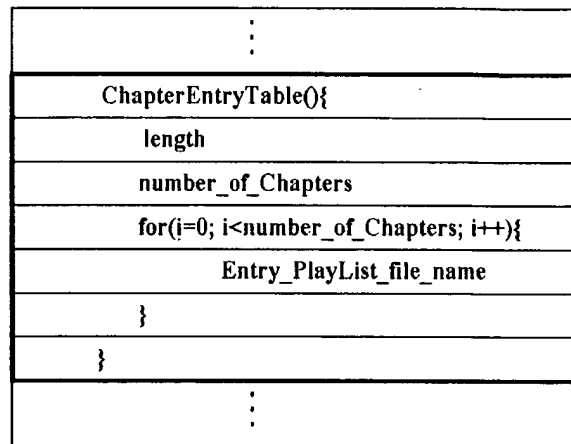 ChapterEntryTable(){
length
number_of_Chapters
for(i=0; i<number_of_Chapters; i++){
Entry_PlayList_file_name
}
}